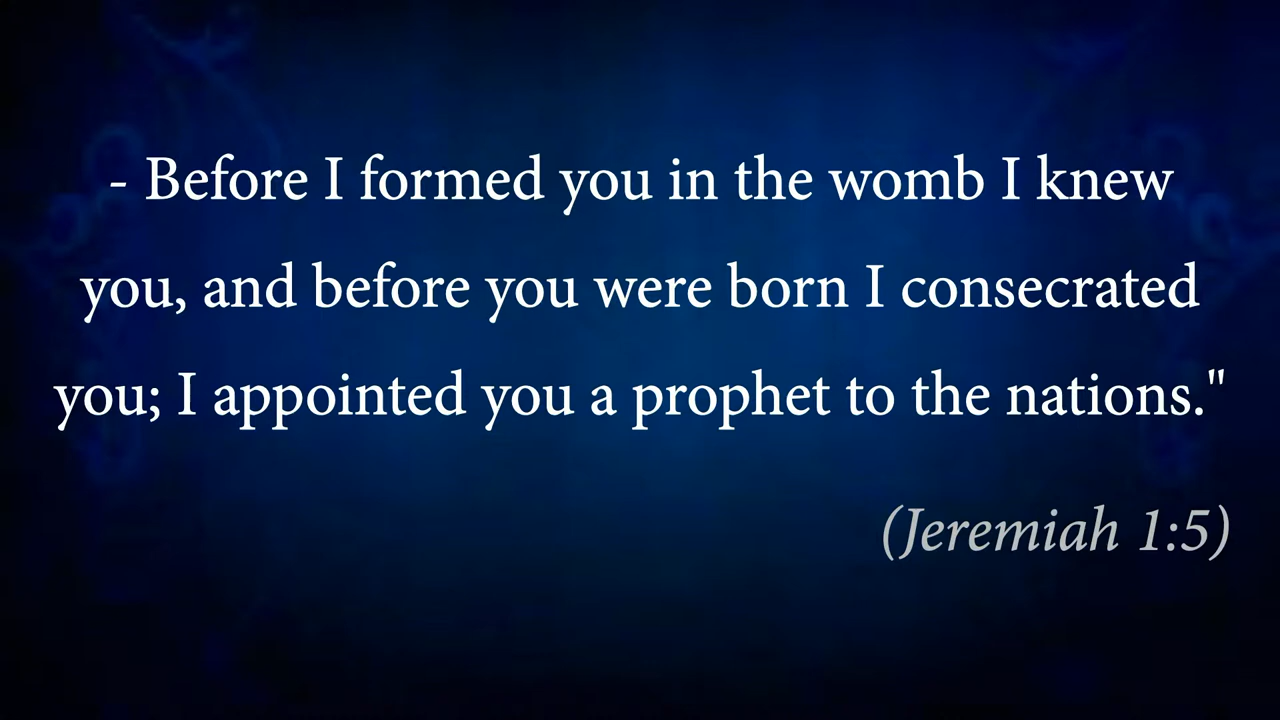 - Before I formed you in the womb I knew
you, and before you were born I consecrated
you; I appointed you a prophet to the nations."
(Jeremiah 1:5)